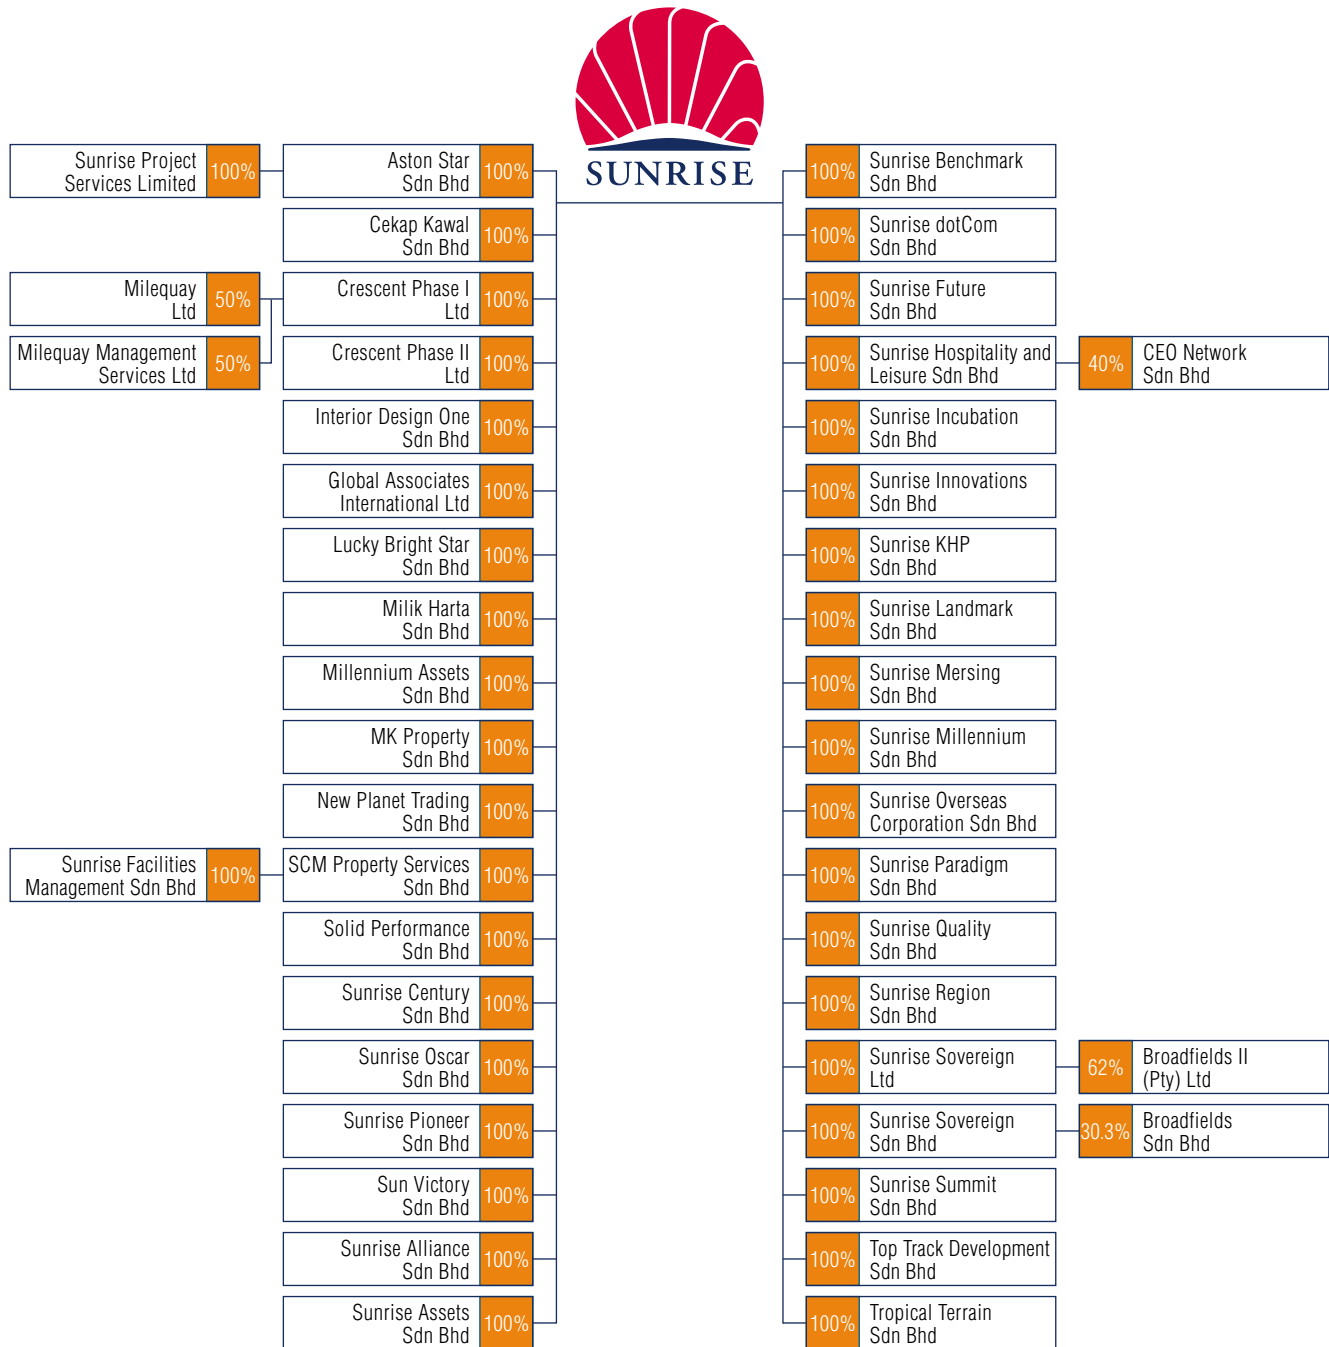 SUNRISE
Sunrise Project
Services Limited
100%
Aston Star
Sdn Bhd
100%
Cekap Kawal
Sdn Bhd
100%
Milequay
Ltd
50%
Crescent Phase I
Ltd
100%
Milequay Management
Services Ltd
50%
Crescent Phase II
Ltd
100%
Interior Design One
Sdn Bhd
100%
Global Associates
International Ltd
100%
Lucky Bright Star
Sdn Bhd
100%
Milik Harta
Sdn Bhd
100%
Millennium Assets
Sdn Bhd
100%
MK Property
Sdn Bhd
100%
New Planet Trading
Sdn Bhd
100%
Sunrise Facilities
Management Sdn Bhd
100%
SCM Property Services
Sdn Bhd
100%
Solid Performance
Sdn Bhd
100%
Sunrise Century
Sdn Bhd
100%
Sunrise Oscar
Sdn Bhd
100%
Sunrise Pioneer
Sdn Bhd
100%
Sun Victory
Sdn Bhd
100%
Sunrise Alliance
Sdn Bhd
100%
Sunrise Assets
Sdn Bhd
100%
100%
Sunrise Benchmark
Sdn Bhd
100%
Sunrise dotCom
Sdn Bhd
100%
Sunrise Future
Sdn Bhd
100%
Sunrise Hospitality and
Leisure Sdn Bhd
40%
CEO Network
Sdn Bhd
100%
Sunrise Incubation
Sdn Bhd
100%
Sunrise Innovations
Sdn Bhd
100%
Sunrise KHP
Sdn Bhd
100%
Sunrise Landmark
Sdn Bhd
100%
Sunrise Mersing
Sdn Bhd
100%
Sunrise Millennium
Sdn Bhd
100%
Sunrise Overseas
Corporation Sdn Bhd
100%
Sunrise Paradigm
Sdn Bhd
100%
Sunrise Quality
Sdn Bhd
100%
Sunrise Region
Sdn Bhd
100%
Sunrise Sovereign
Ltd
62%
Broadfields II
(Pty) Ltd
100%
Sunrise Sovereign
Sdn Bhd
30.3%
Broadfields
Sdn Bhd
100%
Sunrise Summit
Sdn Bhd
100%
Top Track Development
Sdn Bhd
100%
Tropical Terrain
Sdn Bhd